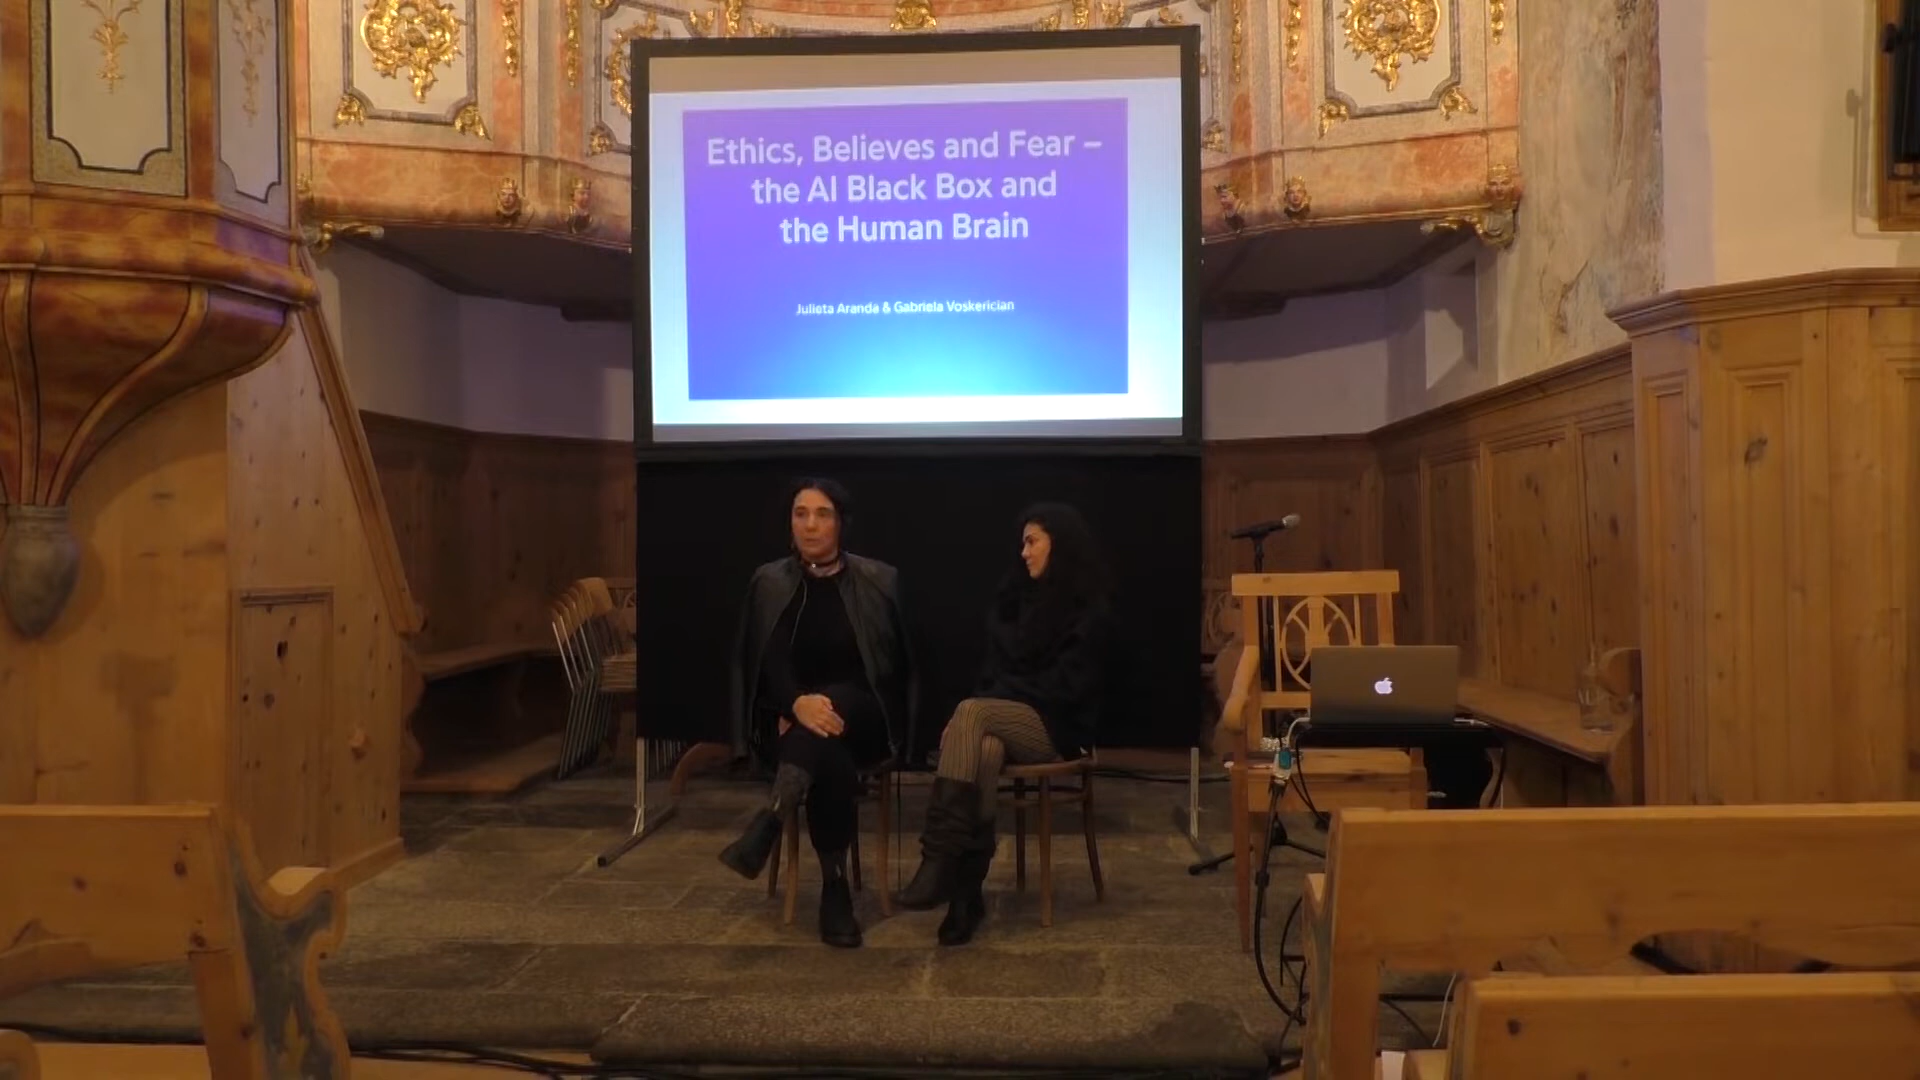 Ethics, Believes and Fear –
the AI Black Box and
the Human Brain
Julieta Aranda & Gabriela Voskerician